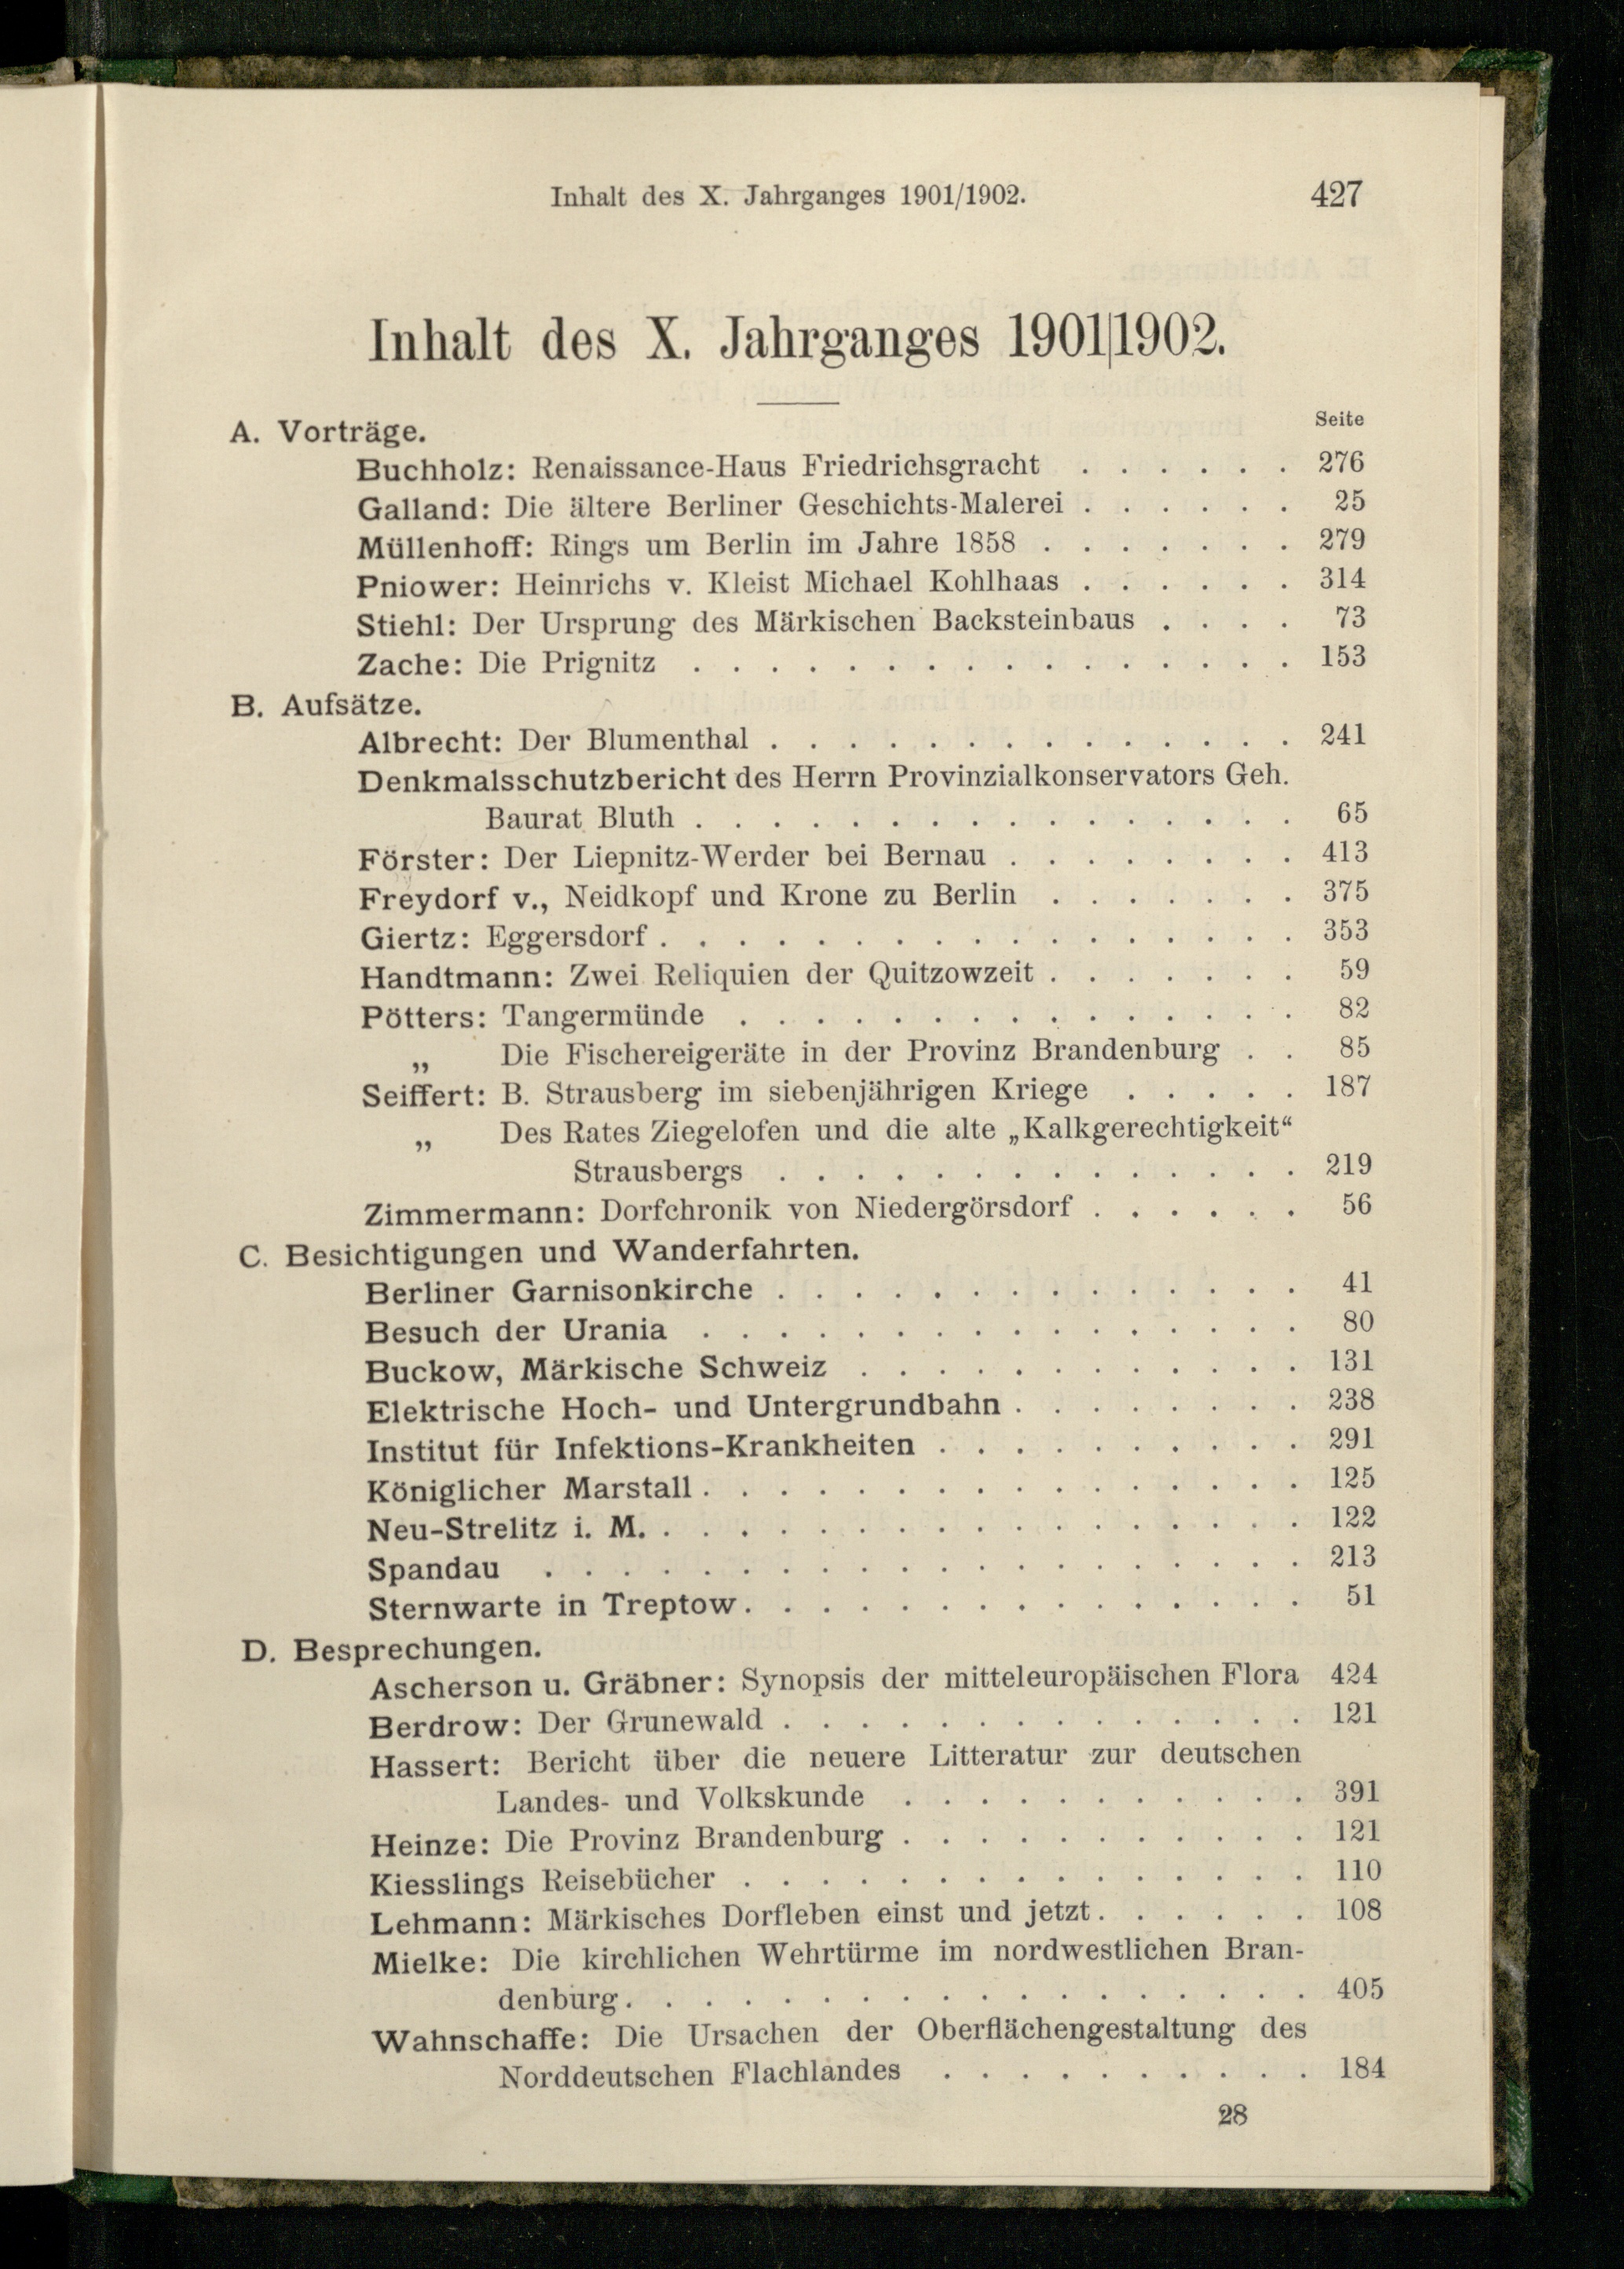 Inhalt des X. Jahrganges 1901/1902. 427
Inhalt des X. Jahrganges 1901|1902.
Seite
A. Vorträge.
Buchholz: Renaissance-Haus Friedrichsgracht . . . . . . 276
Galland: Die ältere Berliner Geschichts-Malerei . . . . . . 25
Müllenhoff: Rings um Berlin im Jahre 1858 . . . . . . . 279
Pniower: Heinrichs v. Kleist Michael Kohlhaas . . . . . . 314
Stiehl: Der Ursprung des Märkischen Backsteinbaus . . . . 73
Zache: Die Prignitz . . . . . . . . . . . . . . . . 153
B. Aufsätze.
Albrecht: Der Blumenthal . . . . . . . . . . . . . . 241
Denkmalsschutzbericht des Herrn Provinzialkonservators Geh.
Baurat Bluth . . . . . . . . . . . . . . . . 65
Förster: Der Liepnitz-Werder bei Bernau . . . . . . . . 413
Freydorf v., Neidkopf und Krone zu Berlin . . . . . . . 375
Giertz: Eggersdorf . . . . . . . . . . . . . . . . . 353
Handtmann: Zwei Reliquien der Quitzowzeit . . . . . . . 59
Pötters: Tangermünde . . . . . . . . . . . . . . . 82
„ Die Fischereigeräte in der Provinz Brandenburg . . 85
Seiffert: B. Strausberg im siebenjährigen Kriege . . . . . 187
„ Des Rates Ziegelofen und die alte „Kalkgerechtigkeit“
Strausbergs . . . . . . . . . . . . . . 219
Zimmermann: Dorfchronik von Niedergörsdorf . . . . . . 56
C. Besichtigungen und Wanderfahrten.
Berliner Garnisonkirche . . . . . . . . . . . . . . 41
Besuch der Urania . . . . . . . . . . . . . . . . 80
Buckow, Märkische Schweiz . . . . . . . . . . . . 131
Elektrische Hoch- und Untergrundbahn . . . . . . . . 238
Institut für Infektions-Krankheiten . . . . . . . . . . 291
Königlicher Marstall . . . . . . . . . . . . . . . . 125
Neu-Strelitz i. M. . . . . . . . . . . . . . . . . . 122
Spandau . . . . . . . . . . . . . . . . . . . . 213
Sternwarte in Treptow . . . . . . . . . . . . . . . 51
D. Besprechungen.
Ascherson u. Gräbner: Synopsis der mitteleuropäischen Flora 424
Berdrow: Der Grunewald . . . . . . . . . . . . . . 121
Hassert: Bericht über die neuere Litteratur zur deutschen
Landes- und Volkskunde . . . . . . . . . . . 391
Heinze: Die Provinz Brandenburg . . . . . . . . . . . 121
Kiesslings Reisebücher . . . . . . . . . . . . . . . 110
Lehmann: Märkisches Dorfleben einst und jetzt . . . . . . 108
Mielke: Die kirchlichen Wehrtürme im nordwestlichen Bran-
denburg . . . . . . . . . . . . . . . . . . 405
Wahnschaffe: Die Ursachen der Oberflächengestaltung des
Norddeutschen Flachlandes . . . . . . . . . . 184
28